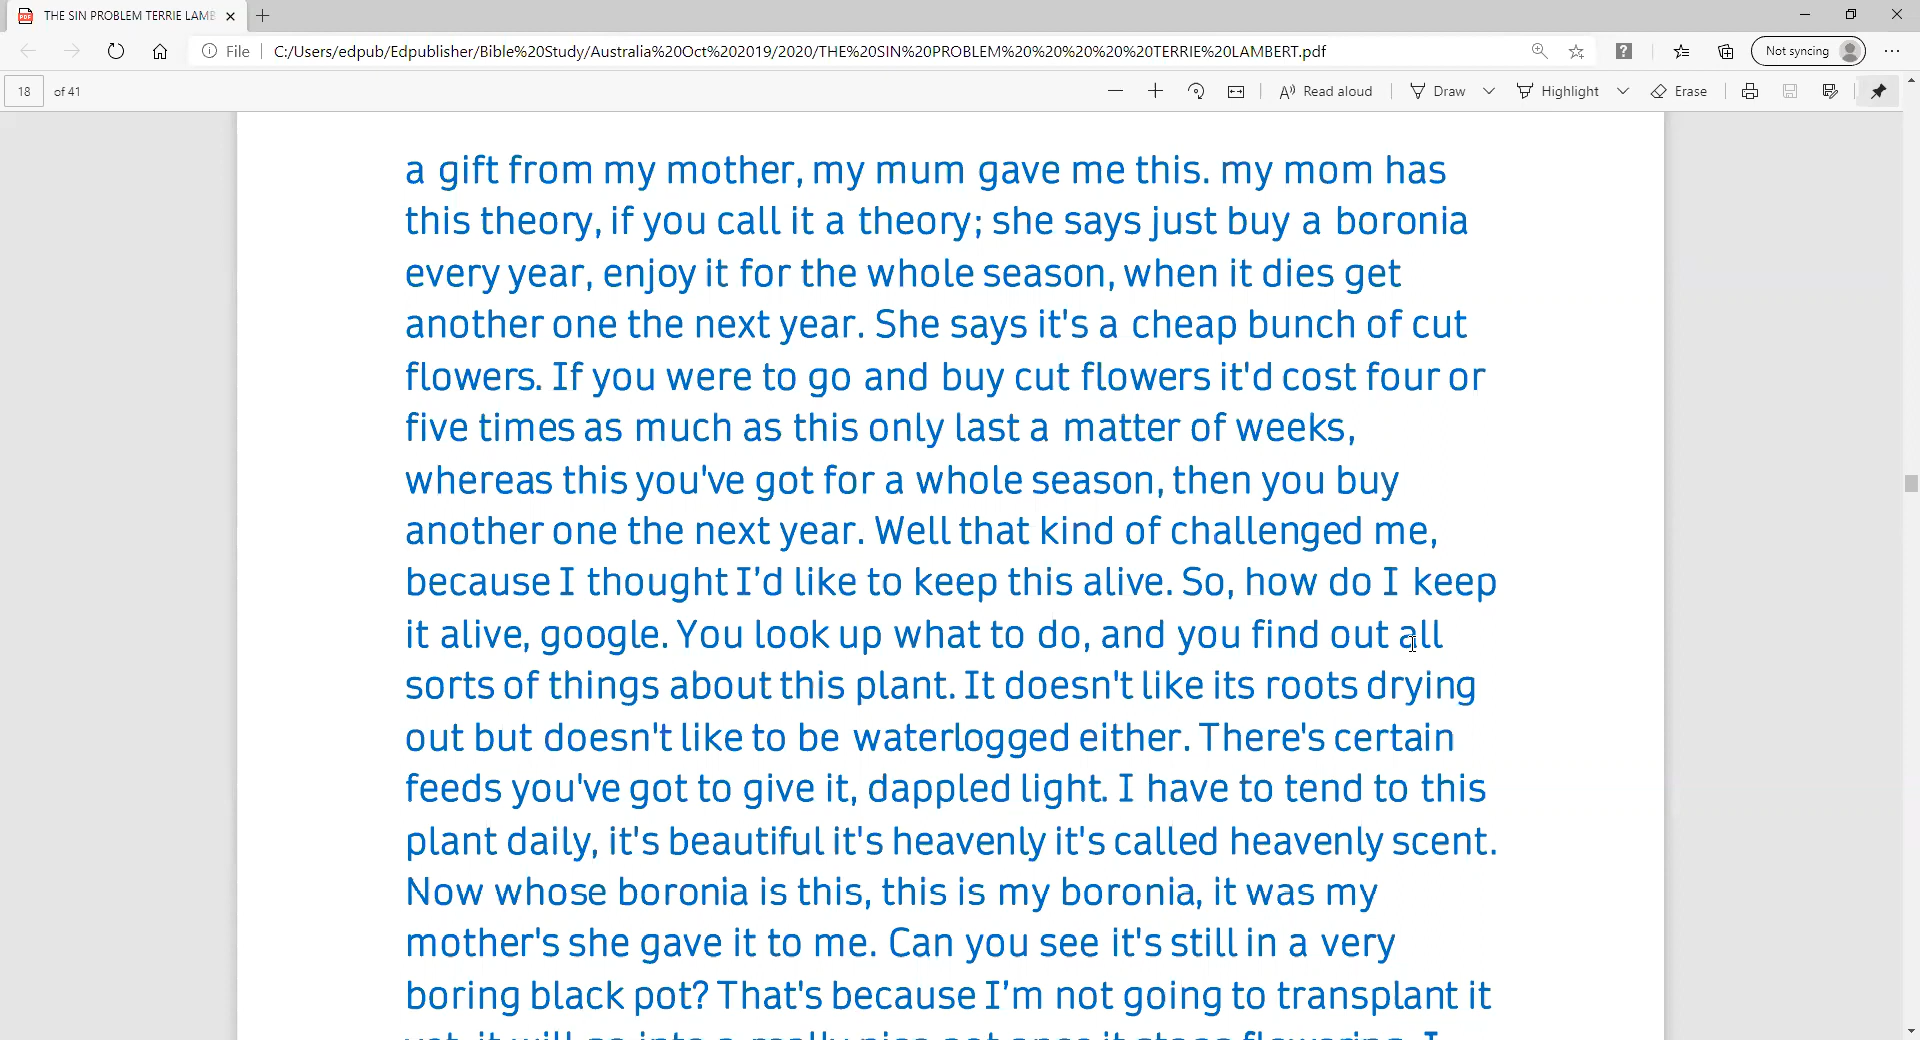 THE SIN PROBLEM TERRIE LAMB
File
C:/Users/edpub/Edpublisher/Bible%20Study/Australia%20Oct%202019/2020/THE%20SIN%20PROBLEM%20%20%20%20%20TERRIE%20LAMBERT.pdf
Not syncing
18 of 41
Read aloud
Draw
Highlight
Erase
a gift from my mother, my mum gave me this. my mom has
this theory, if you call it a theory; she says just buy a boronia
every year, enjoy it for the whole season, when it dies get
another one the next year. She says it's a cheap bunch of cut
flowers. If you were to go and buy cut flowers it'd cost four or
five times as much as this only last a matter of weeks,
whereas this you've got for a whole season, then you buy
another one the next year. Well that kind of challenged me,
because I thought I’d like to keep this alive. So, how do I keep
it alive, google. You look up what to do, and you find out all
sorts of things about this plant. It doesn't like its roots drying
out but doesn't like to be waterlogged either. There's certain
feeds you've got to give it, dappled light. I have to tend to this
plant daily, it's beautiful it's heavenly it's called heavenly scent.
Now whose boronia is this, this is my boronia, it was my
mother's she gave it to me. Can you see it's still in a very
boring black pot? That's because I’m not going to transplant it